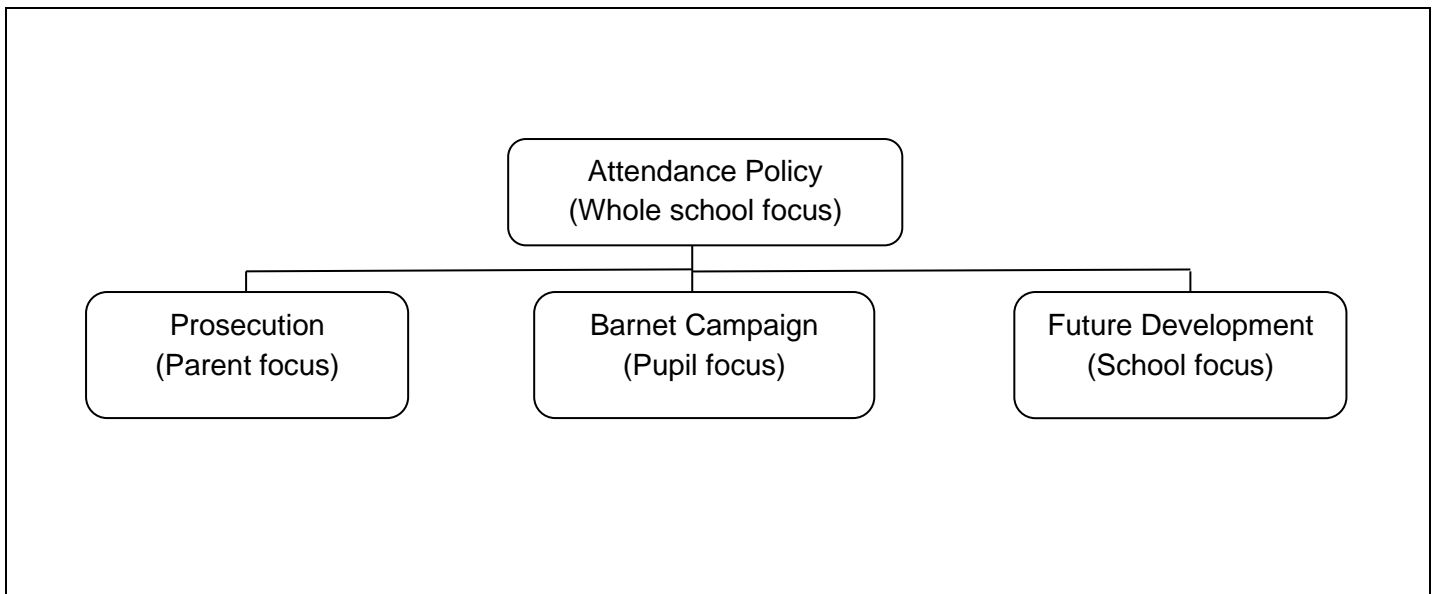 Attendance Policy
(Whole school focus)
Prosecution
(Parent focus)
Barnet Campaign
(Pupil focus)
Future Development
(School focus)